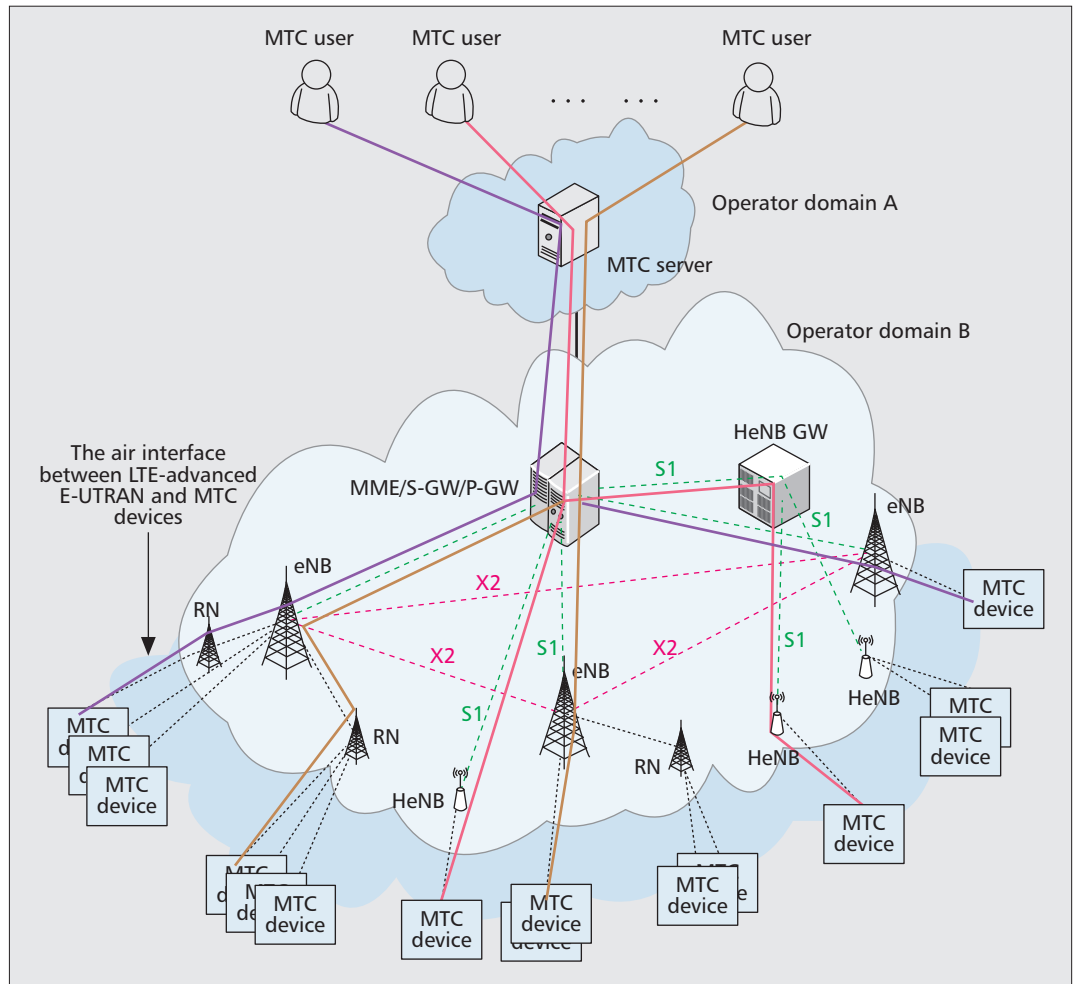 MTC user
MTC user
MTC user
... ...
Operator domain A
MTC server
Operator domain B
The air interface
between LTE-advanced
E-UTRAN and MTC
devices
HeNB GW
MME/S-GW/P-GW
S1
eNB
S1
eNB
X2
MTC
device
RN
X2
S1
X2
S1
eNB
HeNB
MTC
S1
RN
MTC
device
MTC
MTC
MTC
device
RN
HeNB
HeNB
MTC
device
MTC
MTC
device
MTC
device
MTC
device
MTC
device